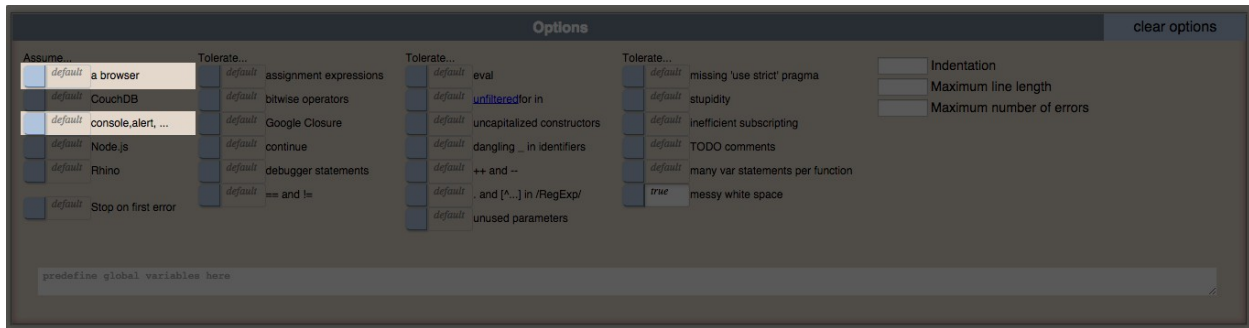 Options
clear options
Assume...
default a browser
default CouchDB
default console,alert, ...
default Node.js
default Rhino
default Stop on first error
Tolerate...
default assignment expressions
default bitwise operators
default Google Closure
default continue
default debugger statements
default == and !=
Tolerate...
default eval
default unfilteredfor in
default uncapitalized constructors
default dangling _ in identifiers
default ++ and --
default . and [^...] in /RegExp/
default unused parameters
Tolerate...
default missing 'use strict' pragma
default stupidity
default inefficient subscripting
default TODO comments
default many var statements per function
true messy white space
Indentation
Maximum line length
Maximum number of errors
predefine global variables here